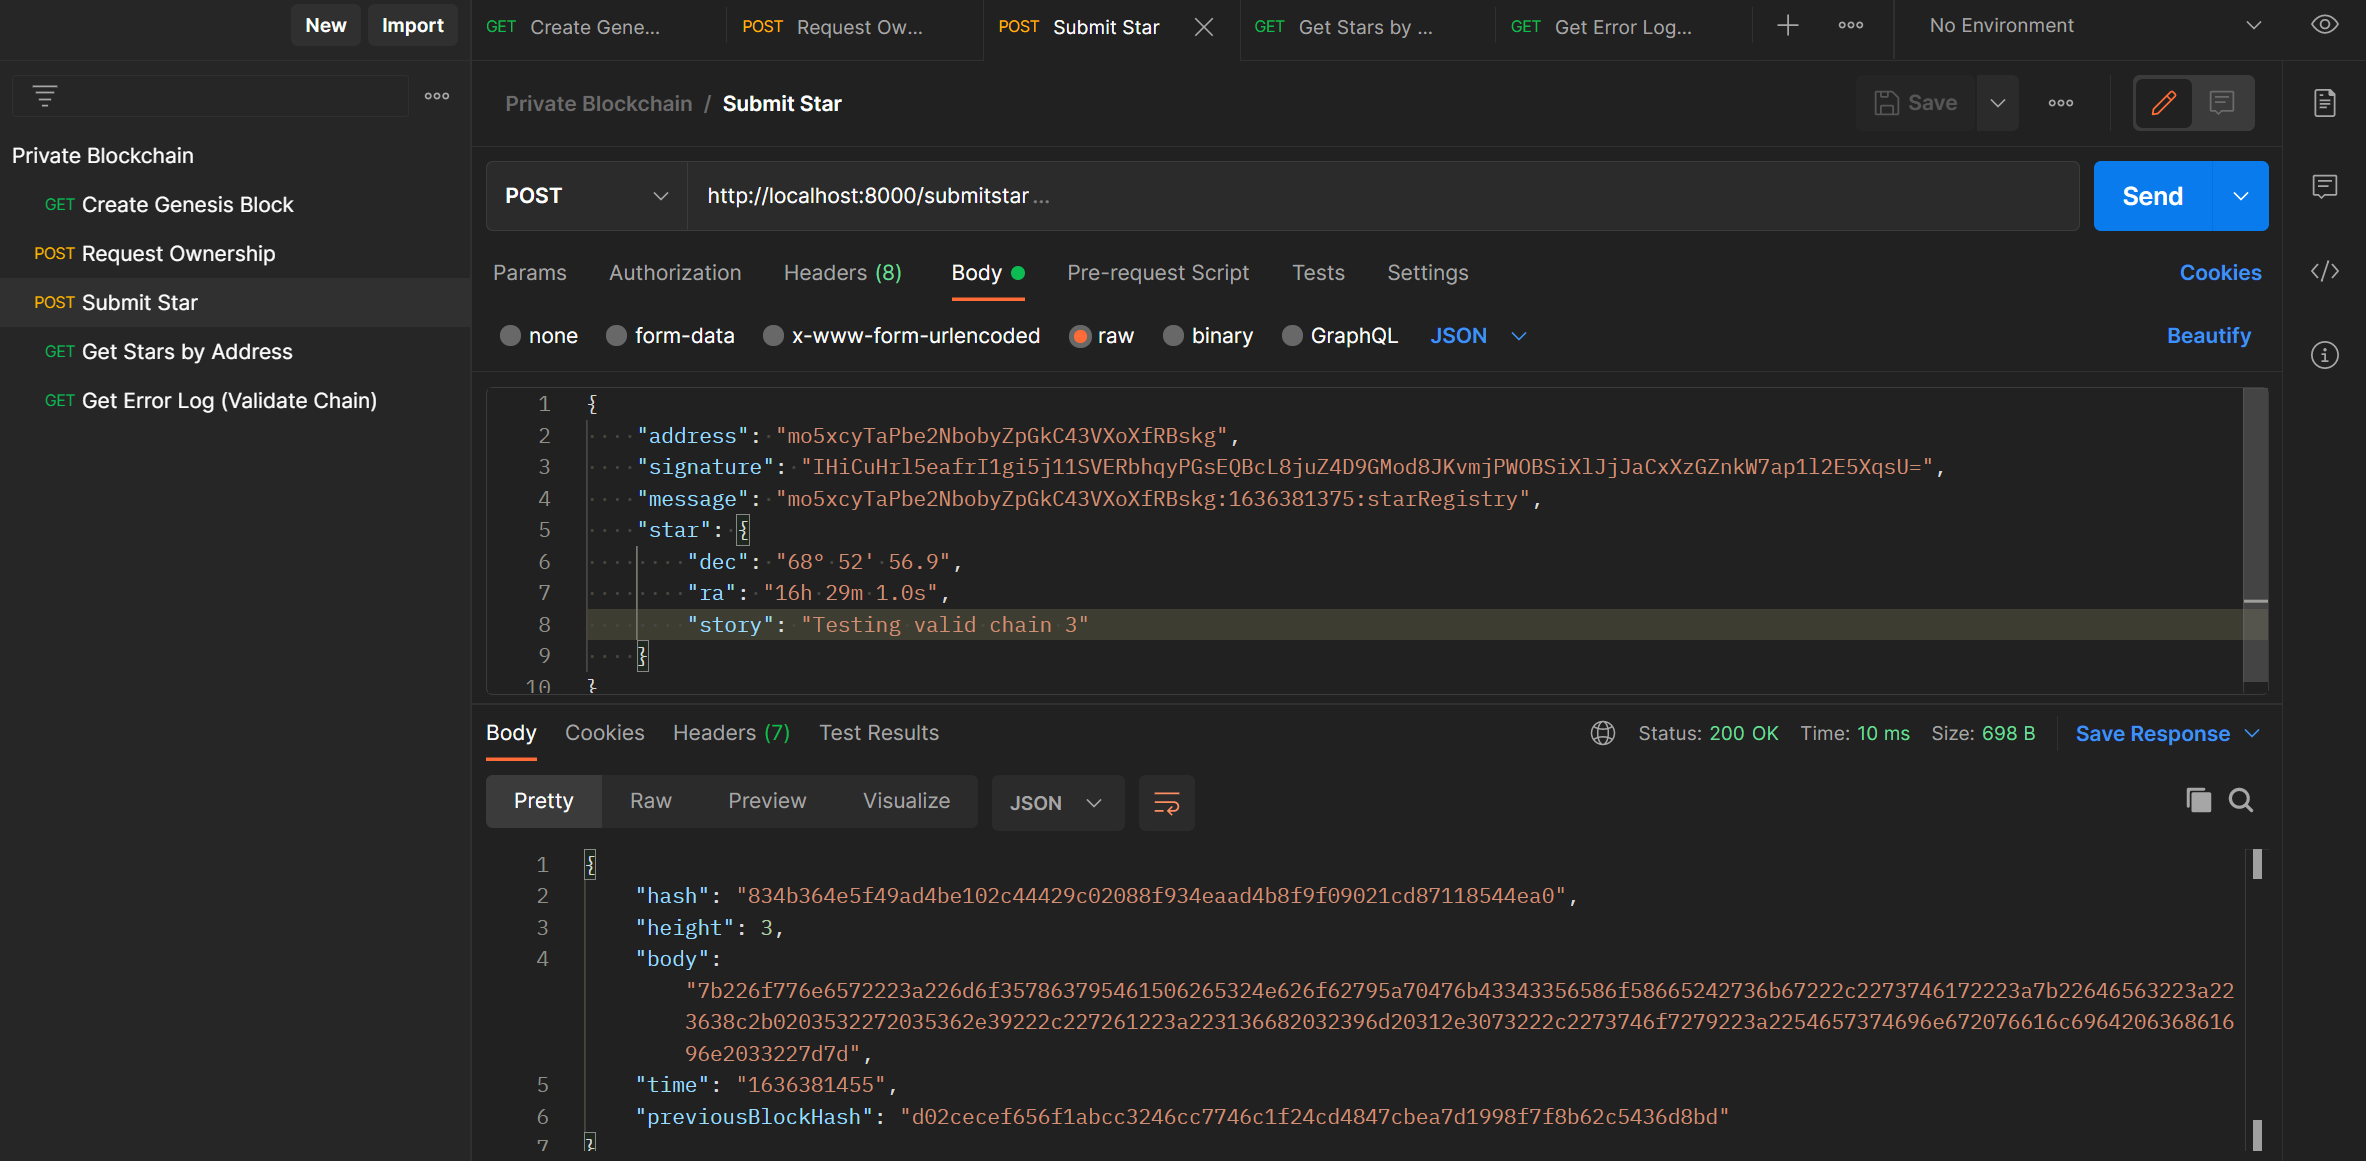 New Import
GET Create Gene... POST Request Ow... POST Submit Star GET Get Stars by ... GET Get Error Log... No Environment
Private Blockchain / Submit Star Save
Private Blockchain
GET Create Genesis Block
POST Request Ownership
POST Submit Star
GET Get Stars by Address
GET Get Error Log (Validate Chain)
POST http://localhost:8000/submitstar ... Send
Params Authorization Headers (8) Body Pre-request Script Tests Settings Cookies
none form-data x-www-form-urlencoded raw binary GraphQL JSON Beautify
1 {
2 "address": "mo5xcyTaPbe2NbobyZpGkC43VXoXfRBskg",
3 "signature": "IHiCuHrl5eafrI1gi5j11SVERbhqyPGsEQBcL8juZ4D9GMod8JKvmjPWOBSiXlJjJaCxXzGZnkW7ap1l2E5XqsU=",
4 "message": "mo5xcyTaPbe2NbobyZpGkC43VXoXfRBskg:1636381375:starRegistry",
5 "star": {
6 "dec": "68° 52' 56.9",
7 "ra": "16h 29m 1.0s",
8 "story": "Testing valid chain 3"
9 }
10 }
Body Cookies Headers (7) Test Results Status: 200 OK Time: 10 ms Size: 698 B Save Response
Pretty Raw Preview Visualize JSON
1 {
2 "hash": "834b364e5f49ad4be102c44429c02088f934eaad4b8f9f09021cd87118544ea0",
3 "height": 3,
4 "body":
"7b226f776e6572223a226d6f357863795461506265324e626f62795a70476b43343356586f58665242736b67222c2273746172223a7b22646563223a22
3638c2b0203532272035362e39222c227261223a223136682032396d20312e3073222c2273746f7279223a2254657374696e672076616c6964206368​61
696e2033227d7d",
5 "time": "1636381455",
6 "previousBlockHash": "d02cecef656f1abcc3246cc7746c1f24cd4847cbea7d1998f7f8b62c5436d8bd"
7 }